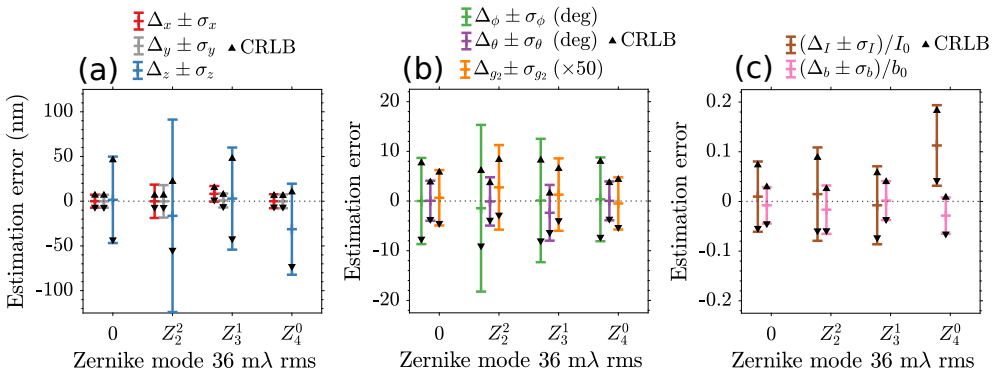 Δx ± σx
Δy ± σy ▲CRLB
Δz ± σz
(a)
Estimation error (nm)
100
50
0
-50
-100
0 Z₂² Z₃¹ Z₄⁰
Zernike mode 36 mλ rms
Δϕ ± σϕ (deg)
Δθ ± σθ (deg) ▲CRLB
Δg₂ ± σg₂ (×50)
(b)
Estimation error
20
10
0
-10
-20
0 Z₂² Z₃¹ Z₄⁰
Zernike mode 36 mλ rms
(ΔI ± σI)/I₀ ▲CRLB
(Δb ± σb)/b₀
(c)
Estimation error
0.2
0.1
0
-0.1
-0.2
0 Z₂² Z₃¹ Z₄⁰
Zernike mode 36 mλ rms